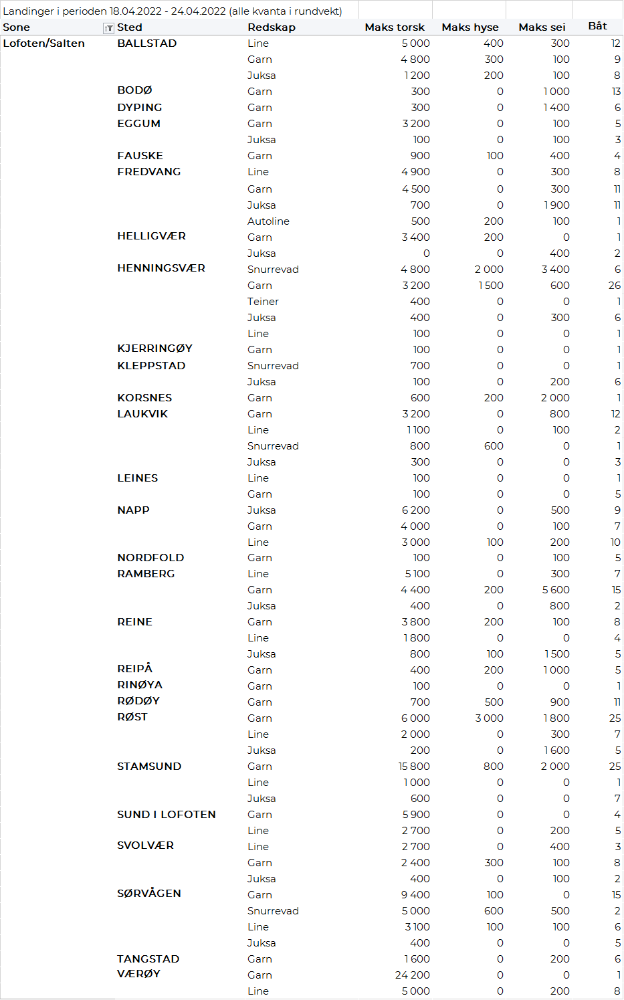 Landinger i perioden 18.04.2022 - 24.04.2022 (alle kvanta i rundvekt)
Sone Sted Redskap Maks torsk Maks hyse Maks sei Båt
Lofoten/Salten BALLSTAD Line 5 000 400 300 12
Garn 4 800 300 100 9
Juksa 1 200 200 100 8
BODØ Garn 300 0 1 000 13
DYPING Garn 300 0 1 400 6
EGGUM Garn 3 200 0 100 5
Juksa 100 0 100 3
FAUSKE Garn 900 100 400 4
FREDVANG Line 4 900 0 300 8
Garn 4 500 0 300 11
Juksa 700 0 1 900 11
Autoline 500 200 100 1
HELLIGVÆR Garn 3 400 200 0 1
Juksa 0 0 400 2
HENNINGSVÆR Snurrevad 4 800 2 000 3 400 6
Garn 3 200 1 500 600 26
Teiner 400 0 0 1
Juksa 400 0 300 6
Line 100 0 0 1
KJERRINGØY Garn 100 0 0 1
KLEPPSTAD Snurrevad 700 0 0 1
Juksa 100 0 200 6
KORSNES Garn 600 200 2 000 1
LAUKVIK Garn 3 200 0 800 12
Line 1 100 0 100 2
Snurrevad 800 600 0 1
Juksa 300 0 0 3
LEINES Line 100 0 0 1
Garn 100 0 0 5
NAPP Juksa 6 200 0 500 9
Garn 4 000 0 100 7
Line 3 000 100 200 10
NORDFOLD Garn 100 0 100 5
RAMBERG Line 5 100 0 300 7
Garn 4 400 200 5 600 15
Juksa 400 0 800 2
REINE Garn 3 800 200 100 8
Line 1 800 0 0 4
Juksa 800 100 1 500 5
REIPÅ Garn 400 200 1 000 5
RINØYA Garn 100 0 0 1
RØDØY Garn 700 500 900 11
RØST Garn 6 000 3 000 1 800 25
Line 2 000 0 300 7
Juksa 200 0 1 600 5
STAMSUND Garn 15 800 800 2 000 25
Line 1 000 0 0 1
Juksa 600 0 0 7
SUND I LOFOTEN Garn 5 900 0 0 4
Line 2 700 0 200 5
SVOLVÆR Line 2 700 0 400 3
Garn 2 400 300 100 8
Juksa 400 0 100 2
SØRVÅGEN Garn 9 400 100 0 15
Snurrevad 5 000 600 500 2
Line 3 100 100 100 6
Juksa 400 0 0 5
TANGSTAD Garn 1 600 0 200 6
VÆRØY Garn 24 200 0 0 1
Line 5 000 0 200 8